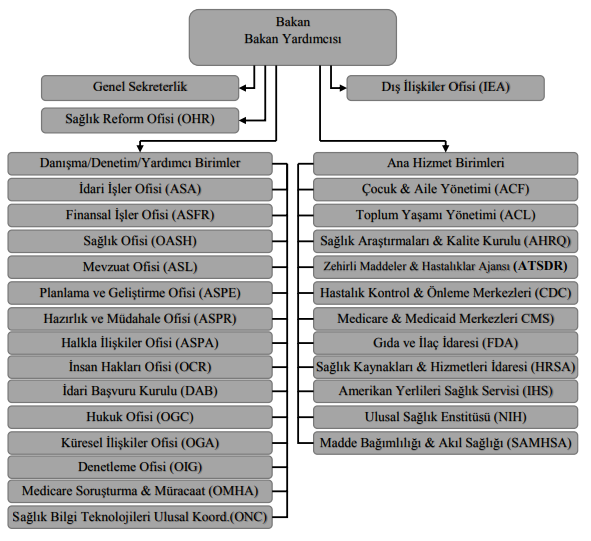 Bakan
Bakan Yardımcısı
Genel Sekreterlik
Dış İlişkiler Ofisi (IEA)
Sağlık Reform Ofisi (OHR)
Danışma/Denetim/Yardımcı Birimler
İdari İşler Ofisi (ASA)
Finansal İşler Ofisi (ASFR)
Sağlık Ofisi (OASH)
Mevzuat Ofisi (ASL)
Planlama ve Geliştirme Ofisi (ASPE)
Hazırlık ve Müdahale Ofisi (ASPR)
Halkla İlişkiler Ofisi (ASPA)
İnsan Hakları Ofisi (OCR)
İdari Başvuru Kurulu (DAB)
Hukuk Ofisi (OGC)
Küresel İlişkiler Ofisi (OGA)
Denetleme Ofisi (OIG)
Medicare Soruşturma & Müracaat (OMHA)
Sağlık Bilgi Teknolojileri Ulusal Koord.(ONC)
Ana Hizmet Birimleri
Çocuk & Aile Yönetimi (ACF)
Toplum Yaşamı Yönetimi (ACL)
Sağlık Araştırmaları & Kalite Kurulu (AHRQ)
Zehirli Maddeler & Hastalıklar Ajansı (ATSDR)
Hastalık Kontrol & Önleme Merkezleri (CDC)
Medicare & Medicaid Merkezleri CMS)
Gıda ve İlaç İdaresi (FDA)
Sağlık Kaynakları & Hizmetleri İdaresi (HRSA)
Amerikan Yerlileri Sağlık Servisi (IHS)
Ulusal Sağlık Enstitüsü (NIH)
Madde Bağımlılığı & Akıl Sağlığı (SAMHSA)